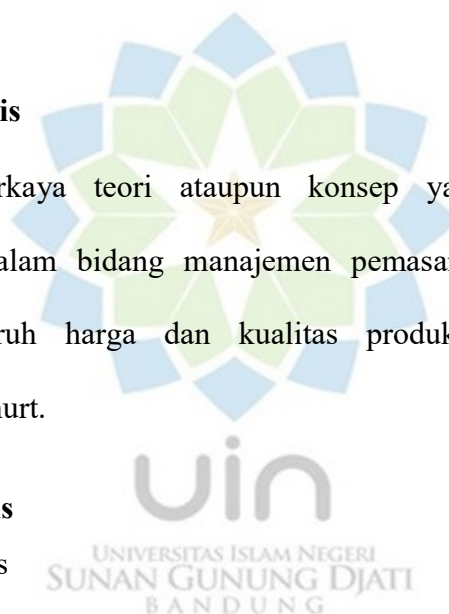 is
rkaya teori ataupun konsep ya
alam bidang manajemen pemasar
ruh harga dan kualitas produk
urt.
uin
s
UNIVERSITAS ISLAM NEGERI
s
SUNAN GUNUNG DJATI
BANDUNG